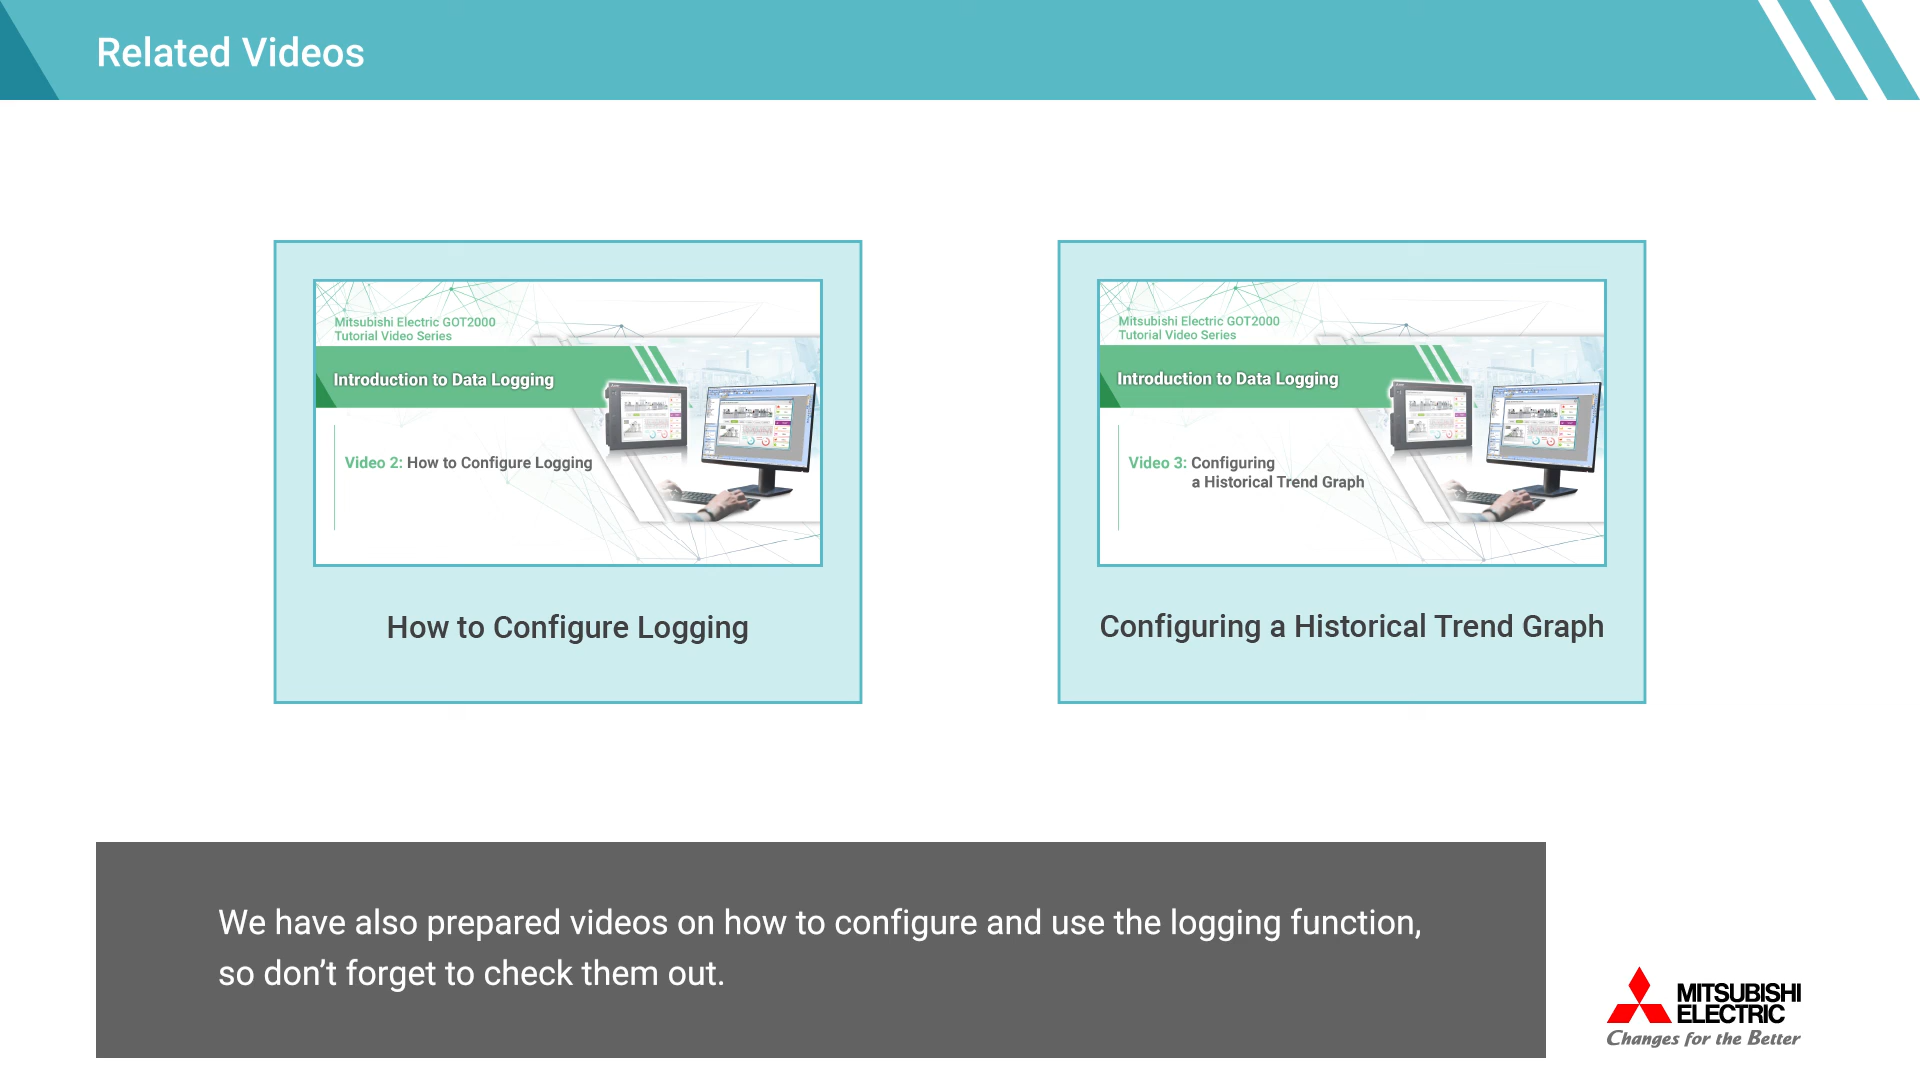 Related Videos
Mitsubishi Electric GOT2000
Tutorial Video Series
Introduction to Data Logging
Video 2: How to Configure Logging
How to Configure Logging
Mitsubishi Electric GOT2000
Tutorial Video Series
Introduction to Data Logging
Video 3: Configuring
a Historical Trend Graph
Configuring a Historical Trend Graph
We have also prepared videos on how to configure and use the logging function,
so don’t forget to check them out.
MITSUBISHI
ELECTRIC
Changes for the Better